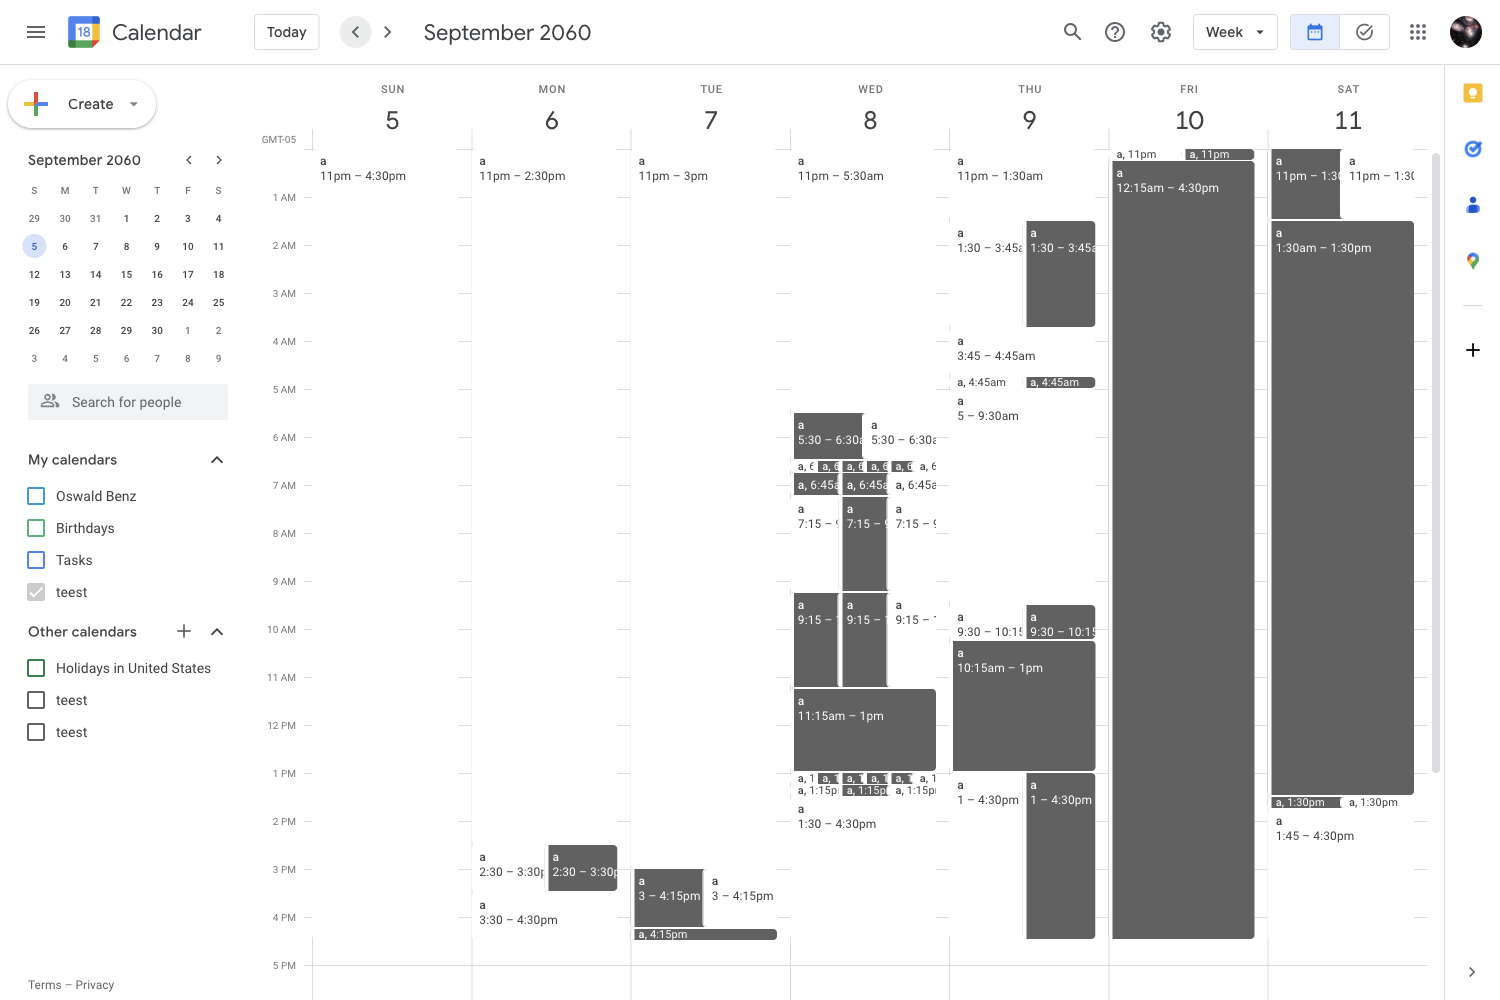 18 Calendar
Today
September 2060
Week
Create
September 2060
S M T W T F S
29 30 31 1 2 3 4
5 6 7 8 9 10 11
12 13 14 15 16 17 18
19 20 21 22 23 24 25
26 27 28 29 30 1 2
3 4 5 6 7 8 9
Search for people
My calendars
Oswald Benz
Birthdays
Tasks
teest
Other calendars
Holidays in United States
teest
teest
Terms – Privacy
GMT-05
SUN MON TUE WED THU FRI SAT
5 6 7 8 9 10 11
1 AM
2 AM
3 AM
4 AM
5 AM
6 AM
7 AM
8 AM
9 AM
10 AM
11 AM
12 PM
1 PM
2 PM
3 PM
4 PM
5 PM
a
11pm – 4:30pm
a
11pm – 2:30pm
a
2:30 – 3:30p
a
2:30 – 3:30p
a
3:30 – 4:30pm
a
11pm – 3pm
a
3 – 4:15pm
a
3 – 4:15pm
a, 4:15pm
a
11pm – 5:30am
a
5:30 – 6:30a
a
5:30 – 6:30a
a, 6 a, 6 a, 6 a, 6 a, 6 a, 6
a, 6:45a a, 6:45a a, 6:45a
a
7:15 – 9
a
7:15 – 9
a
7:15 – 9
a
9:15 –
a
9:15 –
a
9:15 –
a
11:15am – 1pm
a, 1 a, 1 a, 1 a, 1 a, 1 a, 1
a, 1:15p a, 1:15p a, 1:15p
a
1:30 – 4:30pm
a
11pm – 1:30am
a
1:30 – 3:45a
a
1:30 – 3:45a
a
3:45 – 4:45am
a, 4:45am a, 4:45am
a
5 – 9:30am
a
9:30 – 10:15
a
9:30 – 10:15
a
10:15am – 1pm
a
1 – 4:30pm
a
1 – 4:30pm
a, 11pm a, 11pm
a
12:15am – 4:30pm
a
11pm – 1:30
a
11pm – 1:30
a
1:30am – 1:30pm
a, 1:30pm a, 1:30pm
a
1:45 – 4:30pm